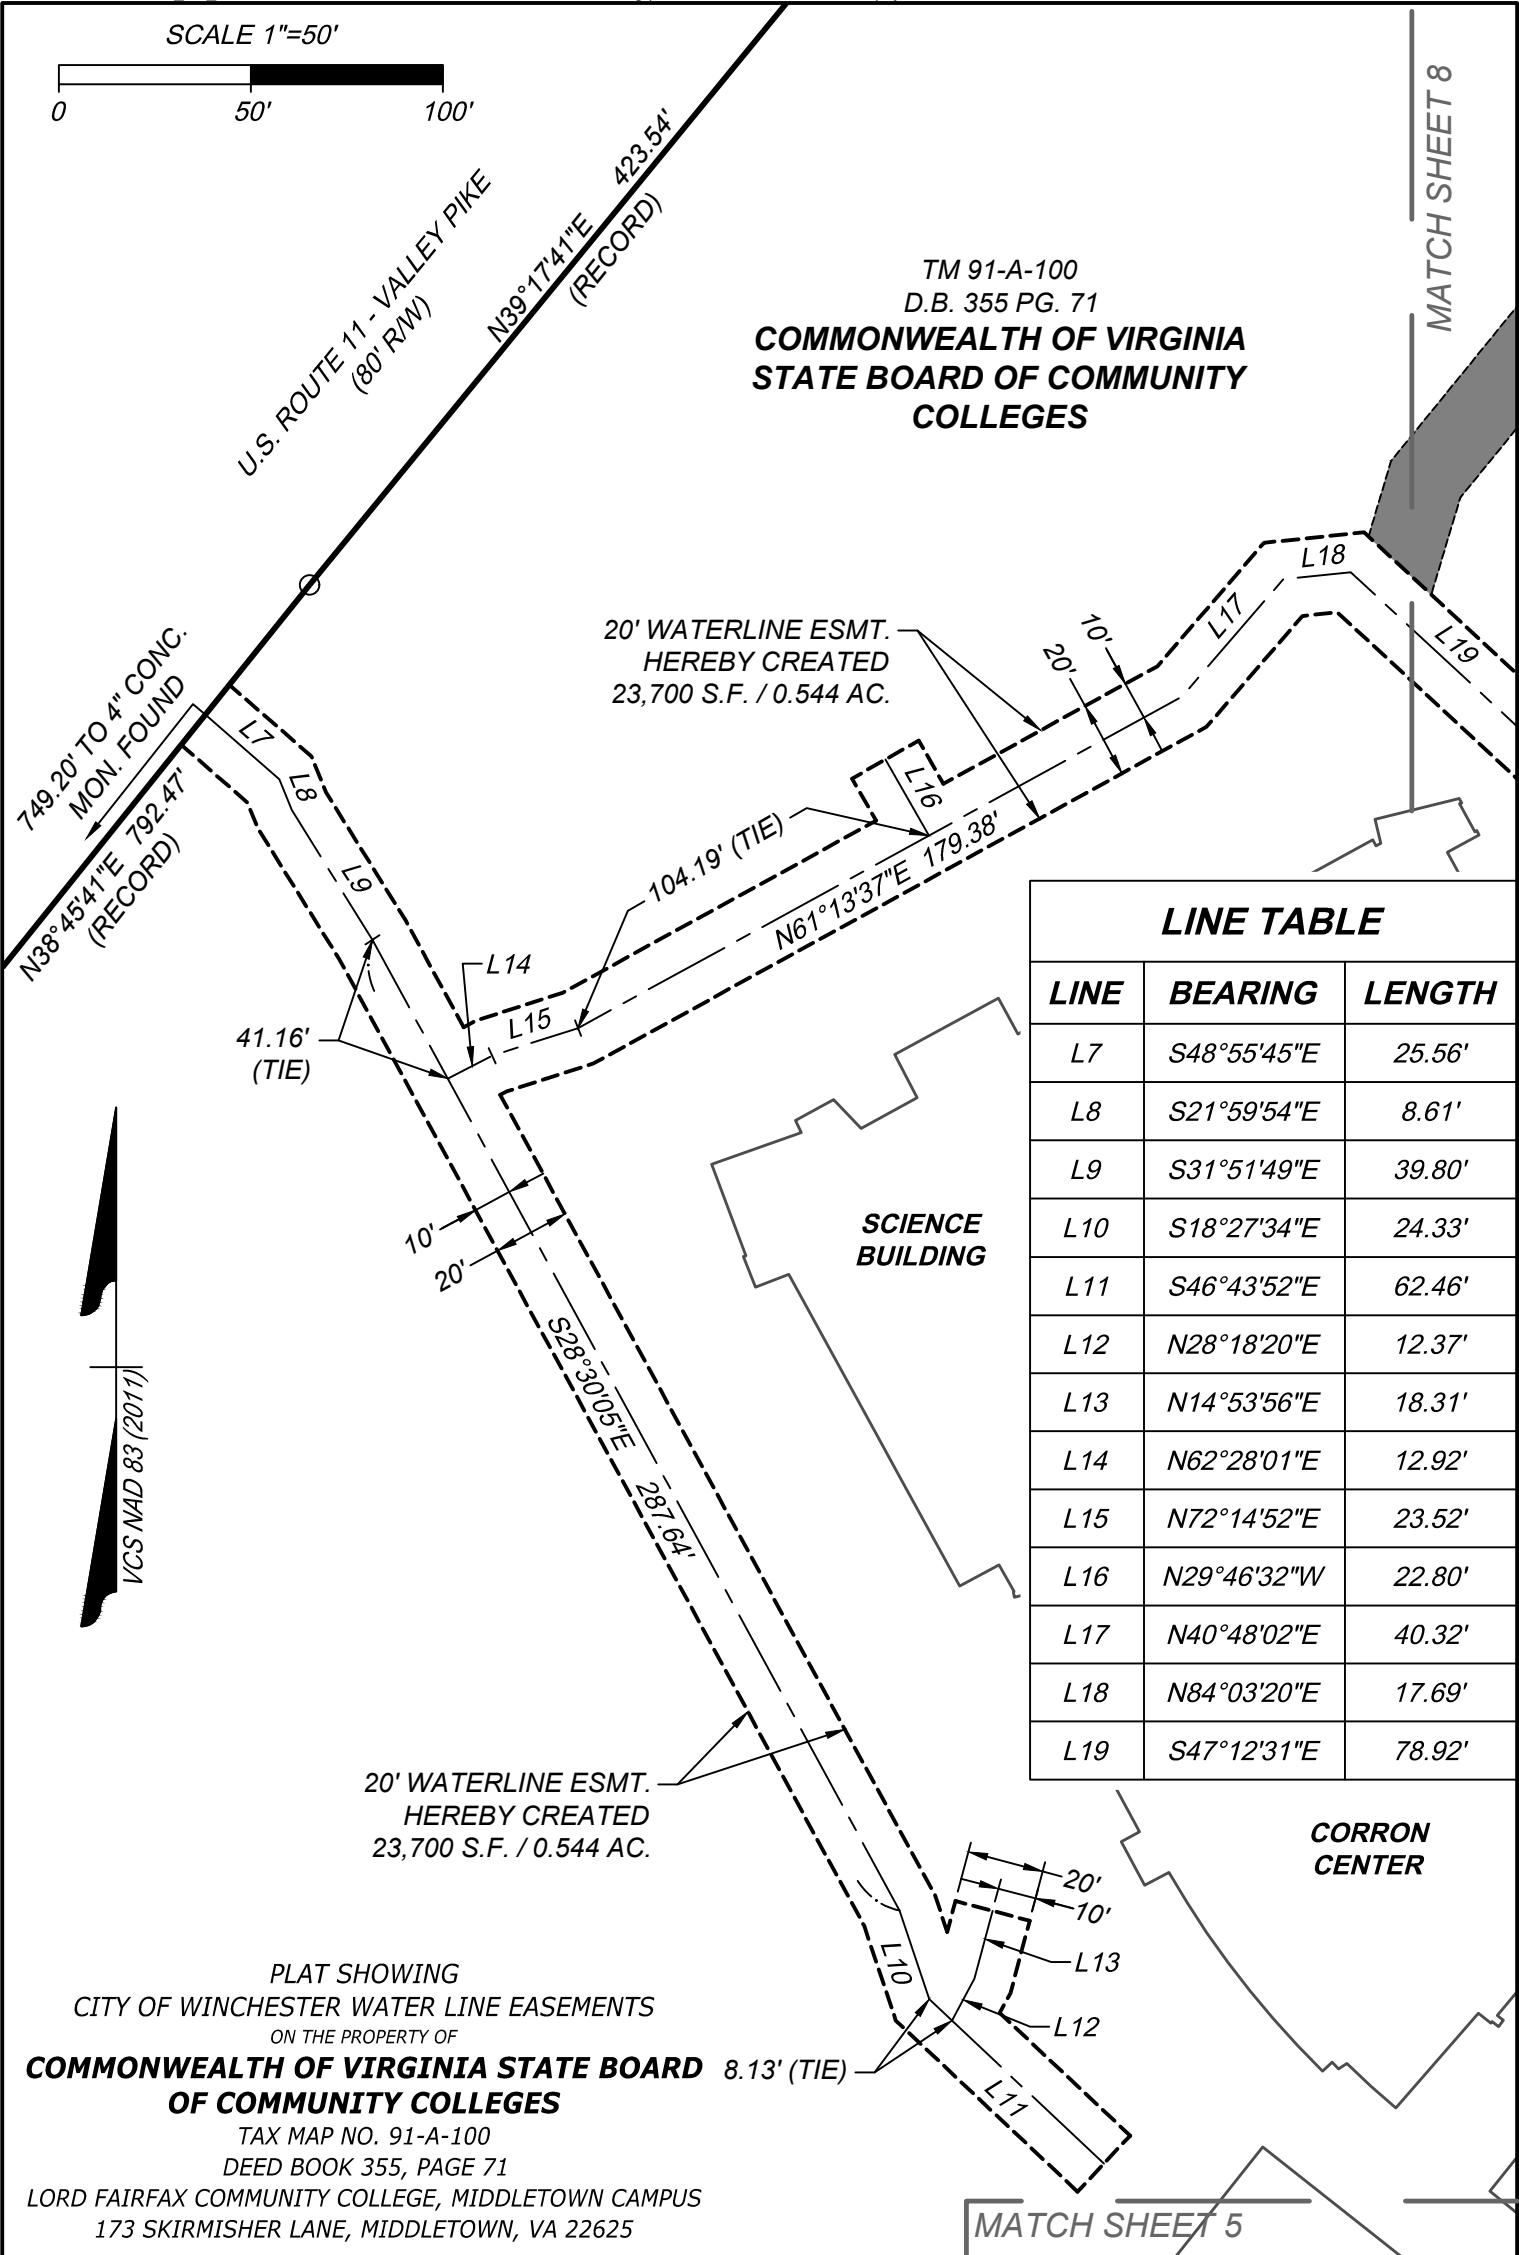 SCALE 1"=50'
0 50' 100'
U.S. ROUTE 11 - VALLEY PIKE
(80' R/W)
N39°17'41"E 423.54'
(RECORD)
MATCH SHEET 8
TM 91-A-100
D.B. 355 PG. 71
COMMONWEALTH OF VIRGINIA
STATE BOARD OF COMMUNITY
COLLEGES
749.20' TO 4" CONC.
MON. FOUND
N38°45'41"E 792.47'
(RECORD)
20' WATERLINE ESMT.
HEREBY CREATED
23,700 S.F. / 0.544 AC.
10'
20'
L17
L18
L19
L7
L8
L9
L16
104.19' (TIE)
N61°13'37"E 179.38'
L14
L15
41.16'
(TIE)
10'
20'
S28°30'05"E 287.64'
VCS NAD 83 (2011)
SCIENCE
BUILDING
LINE TABLE
LINE BEARING LENGTH
L7 S48°55'45"E 25.56'
L8 S21°59'54"E 8.61'
L9 S31°51'49"E 39.80'
L10 S18°27'34"E 24.33'
L11 S46°43'52"E 62.46'
L12 N28°18'20"E 12.37'
L13 N14°53'56"E 18.31'
L14 N62°28'01"E 12.92'
L15 N72°14'52"E 23.52'
L16 N29°46'32"W 22.80'
L17 N40°48'02"E 40.32'
L18 N84°03'20"E 17.69'
L19 S47°12'31"E 78.92'
20' WATERLINE ESMT.
HEREBY CREATED
23,700 S.F. / 0.544 AC.
CORRON
CENTER
20'
10'
L13
L10
L12
8.13' (TIE)
L11
PLAT SHOWING
CITY OF WINCHESTER WATER LINE EASEMENTS
ON THE PROPERTY OF
COMMONWEALTH OF VIRGINIA STATE BOARD
OF COMMUNITY COLLEGES
TAX MAP NO. 91-A-100
DEED BOOK 355, PAGE 71
LORD FAIRFAX COMMUNITY COLLEGE, MIDDLETOWN CAMPUS
173 SKIRMISHER LANE, MIDDLETOWN, VA 22625
MATCH SHEET 5